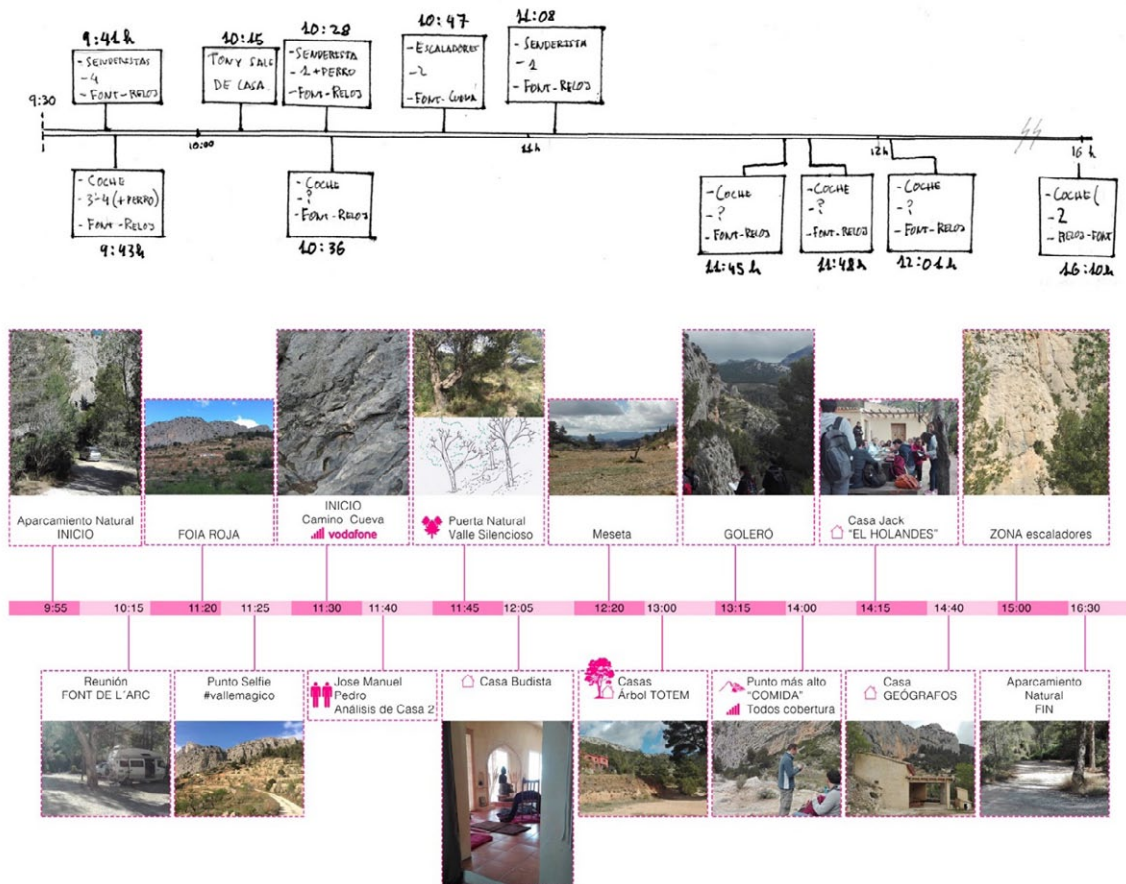 9:41h
- SENDERISTAS
- 4
- FONT-RELOJ
10:15
TONY SALE
DE CASA.
10:28
- SENDERISTA
- 1 + PERRO
- FONT-RELOJ
10:47
- ESCALADORES
- 2
- FONT-CUEVA
11:08
- SENDERISTA
- 1
- FONT-RELOJ
9:30
10:00
11h
12h
16 h
- COCHE
- 3-4 (+PERRO)
- FONT-RELOJ
9:43h
- COCHE
- ?
- FONT-RELOJ
10:36
- COCHE
- ?
- FONT-RELOJ
11:45 h
- COCHE
- ?
- FONT-RELOJ
11:48h
- COCHE
- ?
- FONT-RELOJ
12:01h
- COCHE (
- 2
- RELOJ-FONT
16:10h
Aparcamiento Natural
INICIO
FOIA ROJA
INICIO
Camino Cueva
vodafone
Puerta Natural
Valle Silencioso
Meseta
GOLERÓ
Casa Jack
"EL HOLANDES"
ZONA escaladores
9:55
10:15
11:20
11:25
11:30
11:40
11:45
12:05
12:20
13:00
13:15
14:00
14:15
14:40
15:00
16:30
Reunión
FONT DE L´ARC
Punto Selfie
#vallemagico
Jose Manuel
Pedro
Análisis de Casa 2
Casa Budista
Casas
Árbol TOTEM
Punto más alto
"COMIDA"
Todos cobertura
Casa
GEÓGRAFOS
Aparcamiento
Natural
FIN